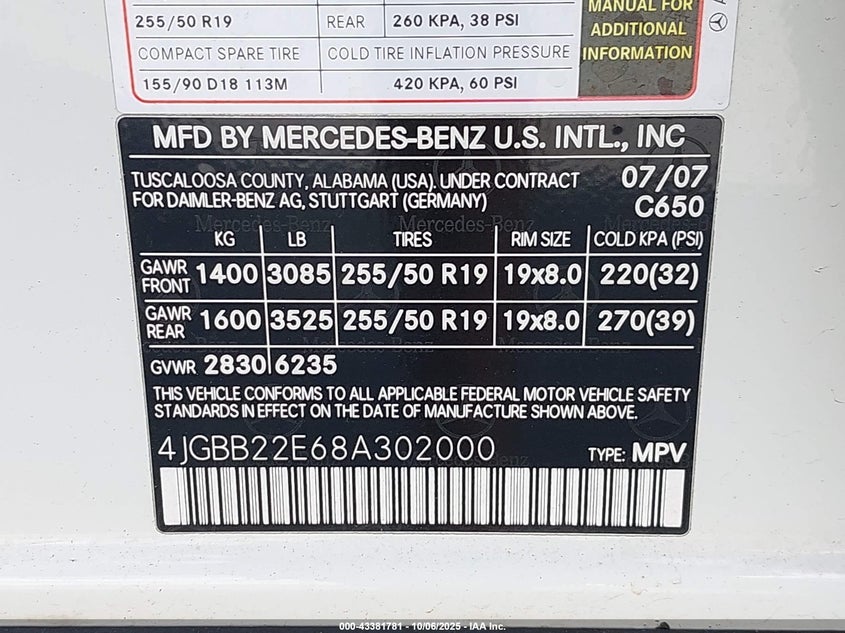 255/50 R19 REAR 260 KPA, 38 PSI
COMPACT SPARE TIRE COLD TIRE INFLATION PRESSURE
155/90 D18 113M 420 KPA, 60 PSI
MANUAL FOR
ADDITIONAL
INFORMATION
MFD BY MERCEDES-BENZ U.S. INTL., INC
TUSCALOOSA COUNTY, ALABAMA (USA). UNDER CONTRACT 07/07
FOR DAIMLER-BENZ AG, STUTTGART (GERMANY) C650
KG LB TIRES RIM SIZE COLD KPA (PSI)
GAWR FRONT 1400 3085 255/50 R19 19x8.0 220(32)
GAWR REAR 1600 3525 255/50 R19 19x8.0 270(39)
GVWR 2830 6235
THIS VEHICLE CONFORMS TO ALL APPLICABLE FEDERAL MOTOR VEHICLE SAFETY
STANDARDS IN EFFECT ON THE DATE OF MANUFACTURE SHOWN ABOVE.
4JGBB22E68A302000 TYPE: MPV
000-43381781 - 10/06/2025 - IAA Inc.